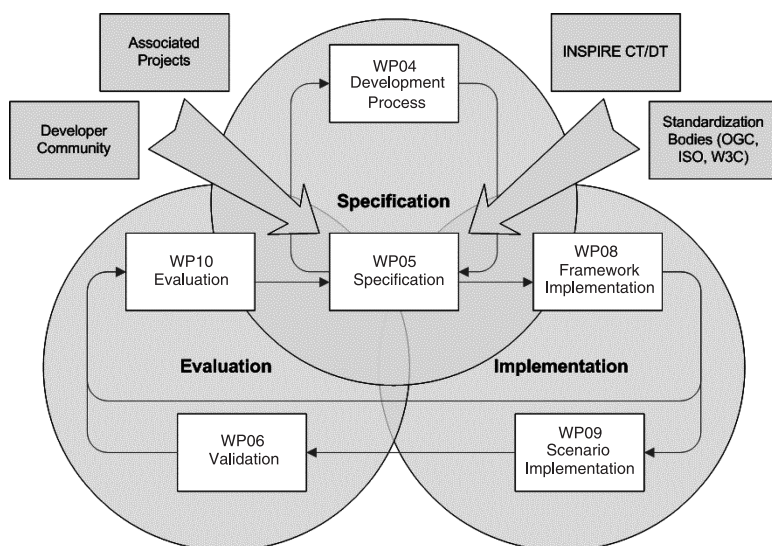 Associated
Projects
WP04
Development
Process
INSPIRE CT/DT
Developer
Community
Standardization
Bodies (OGC,
ISO, W3C)
Specification
WP10
Evaluation
WP05
Specification
WP08
Framework
Implementation
Evaluation
Implementation
WP06
Validation
WP09
Scenario
Implementation